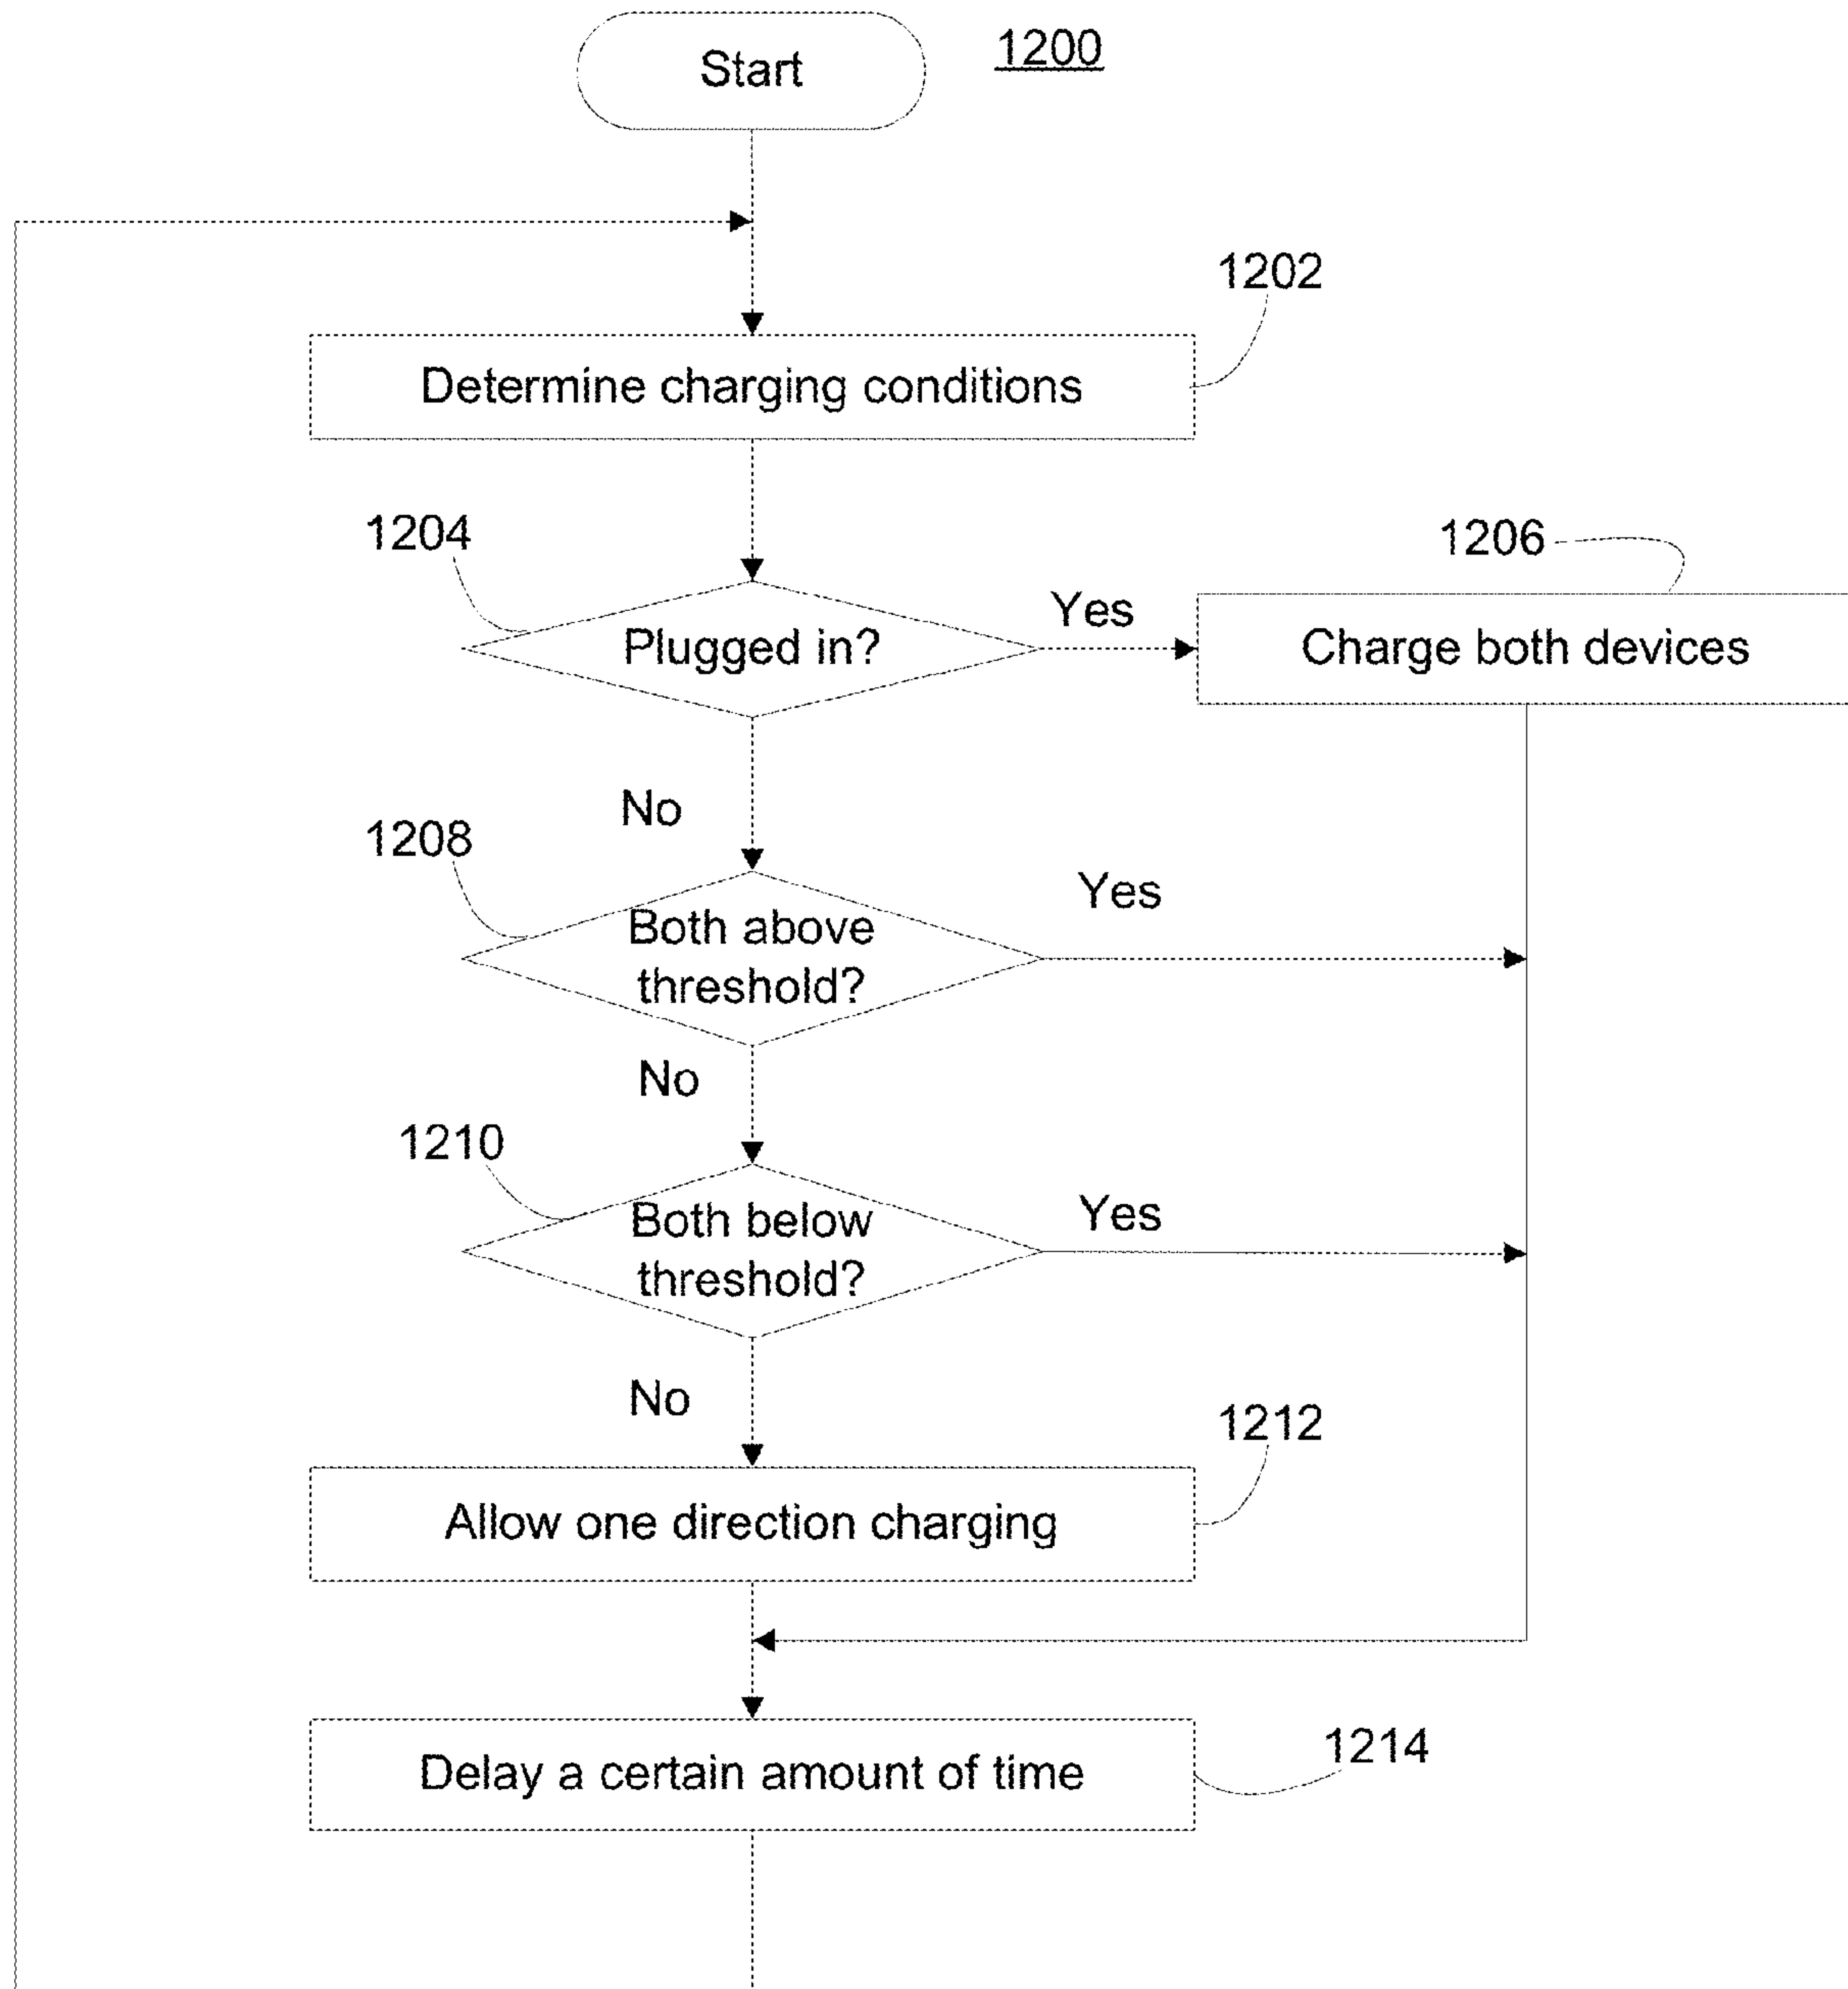 Start
1200
1202
Determine charging conditions
1204
1206
Yes
Plugged in?
Charge both devices
No
1208
Yes
Both above
threshold?
No
1210
Yes
Both below
threshold?
No
1212
Allow one direction charging
1214
Delay a certain amount of time